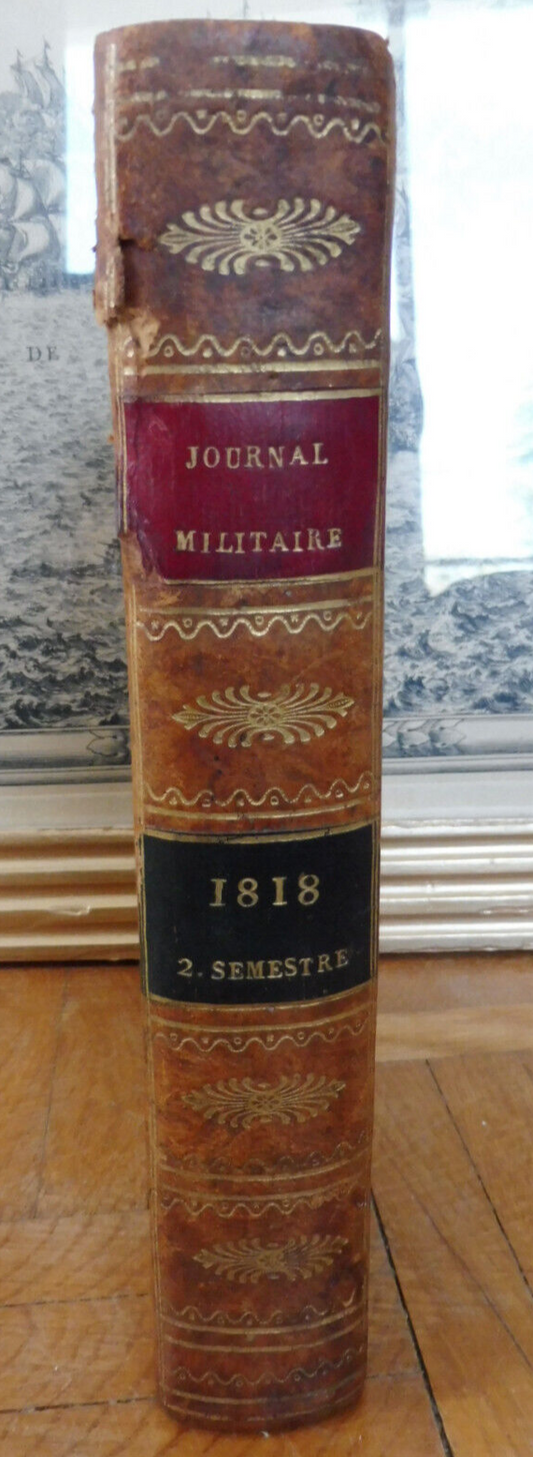 DE
JOURNAL
MILITAIRE
1818
2. SEMESTRE